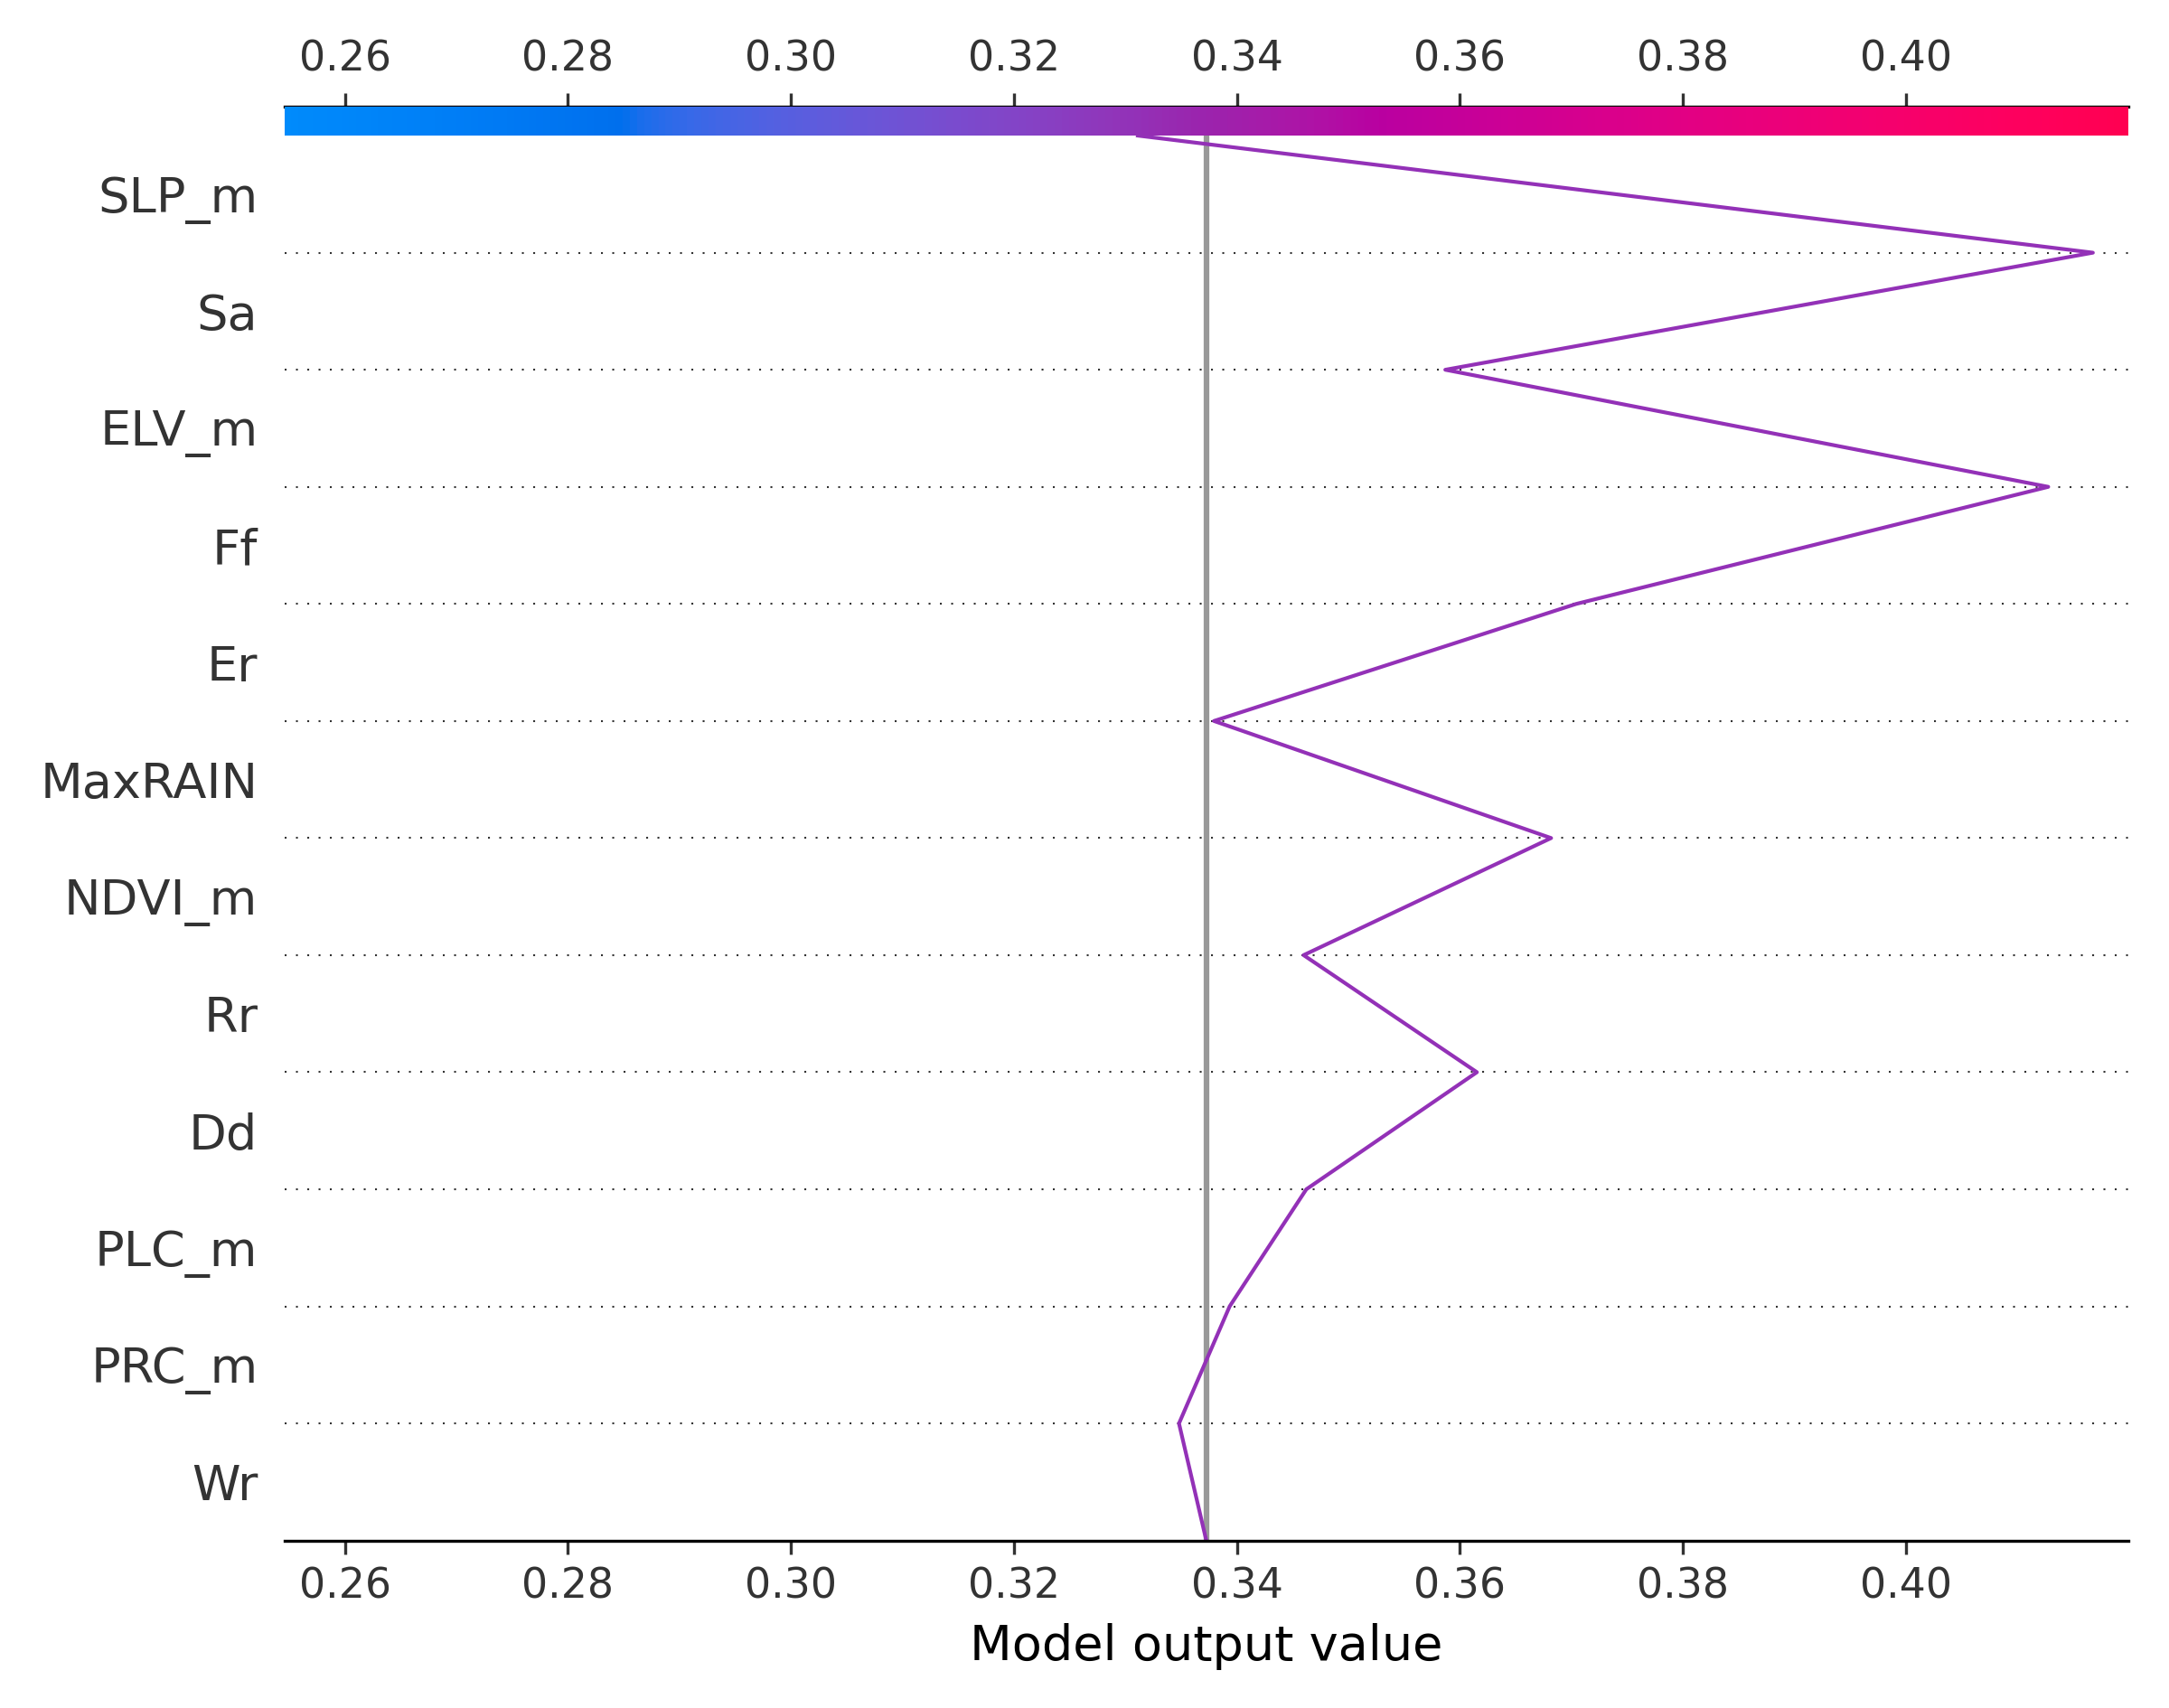 0.26 0.28 0.30 0.32 0.34 0.36 0.38 0.40
SLP_m
Sa
ELV_m
Ff
Er
MaxRAIN
NDVI_m
Rr
Dd
PLC_m
PRC_m
Wr
0.26 0.28 0.30 0.32 0.34 0.36 0.38 0.40
Model output value